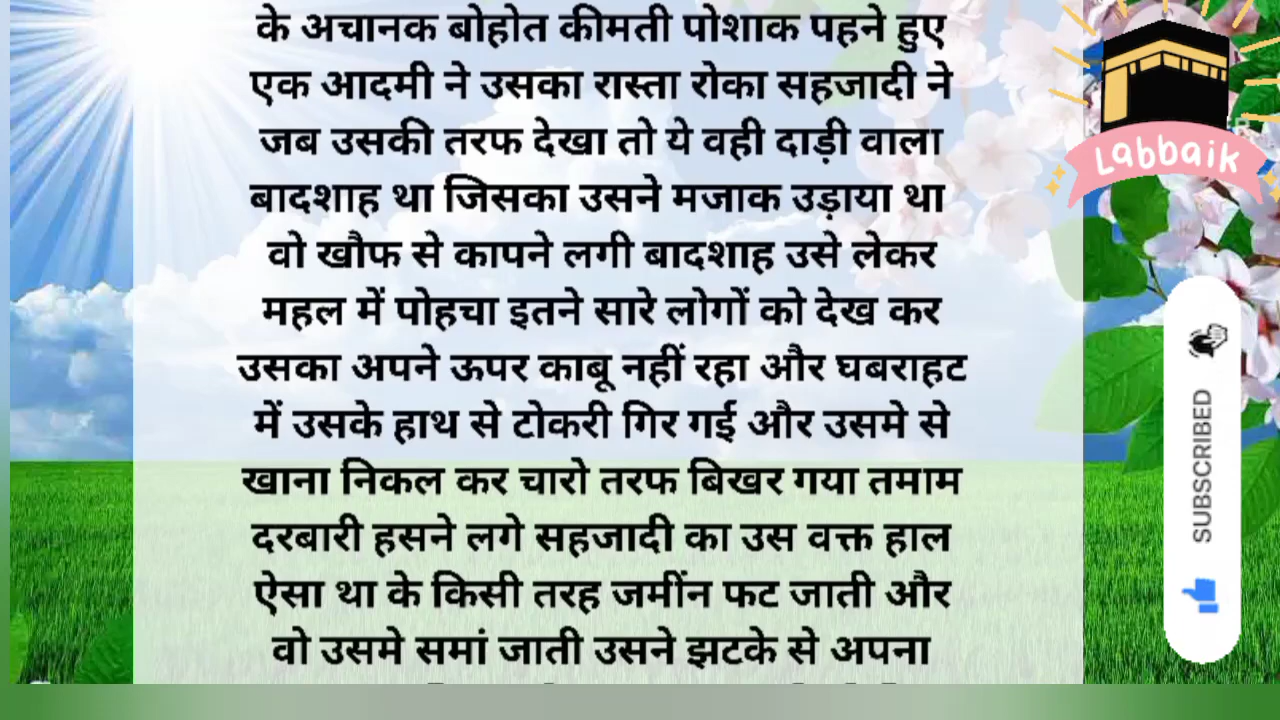 के अचानक बोहोत कीमती पोशाक पहने हुए
एक आदमी ने उसका रास्ता रोका सहजादी ने
जब उसकी तरफ देखा तो ये वही दाड़ी वाला
बादशाह था जिसका उसने मजाक उड़ाया था
वो खौफ से कापने लगी बादशाह उसे लेकर
महल में पोहचा इतने सारे लोगों को देख कर
उसका अपने ऊपर काबू नहीं रहा और घबराहट
में उसके हाथ से टोकरी गिर गई और उसमे से
खाना निकल कर चारो तरफ बिखर गया तमाम
दरबारी हसने लगे सहजादी का उस वक्त हाल
ऐसा था के किसी तरह जमींन फट जाती और
वो उसमे समां जाती उसने झटके से अपना
Labbaik
SUBSCRIBED